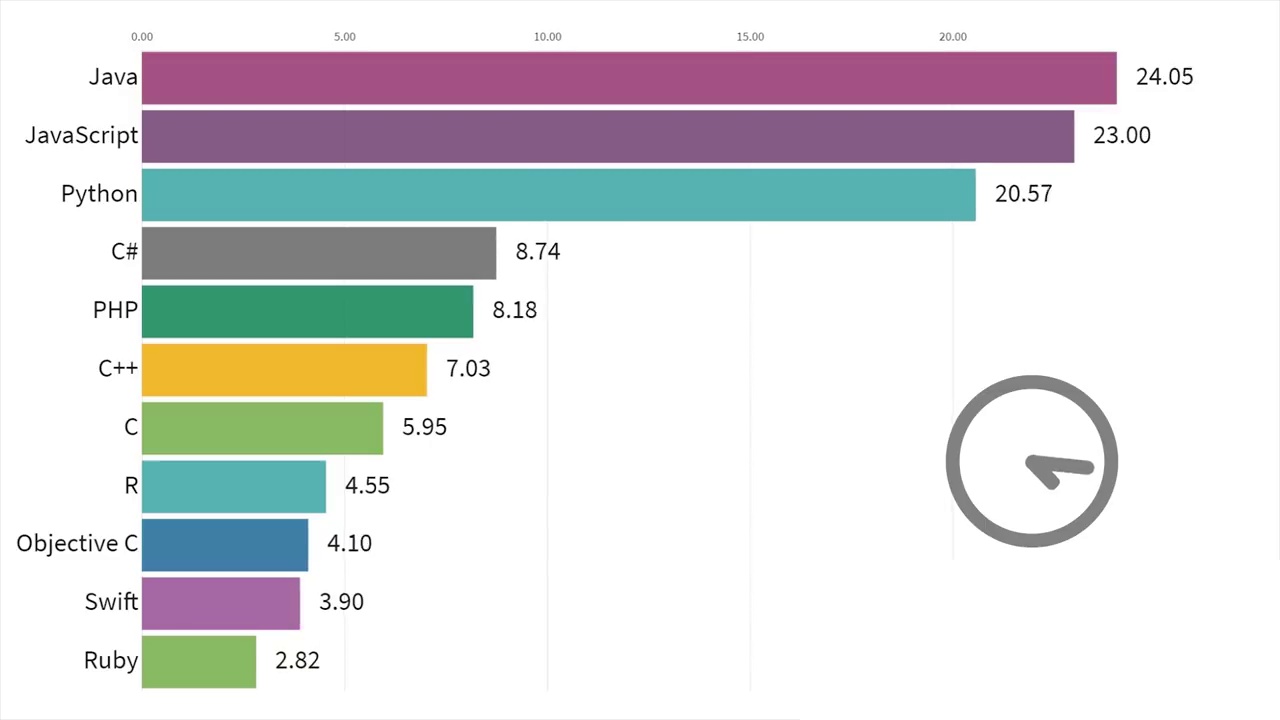 0.00 5.00 10.00 15.00 20.00
Java 24.05
JavaScript 23.00
Python 20.57
C# 8.74
PHP 8.18
C++ 7.03
C 5.95
R 4.55
Objective C 4.10
Swift 3.90
Ruby 2.82